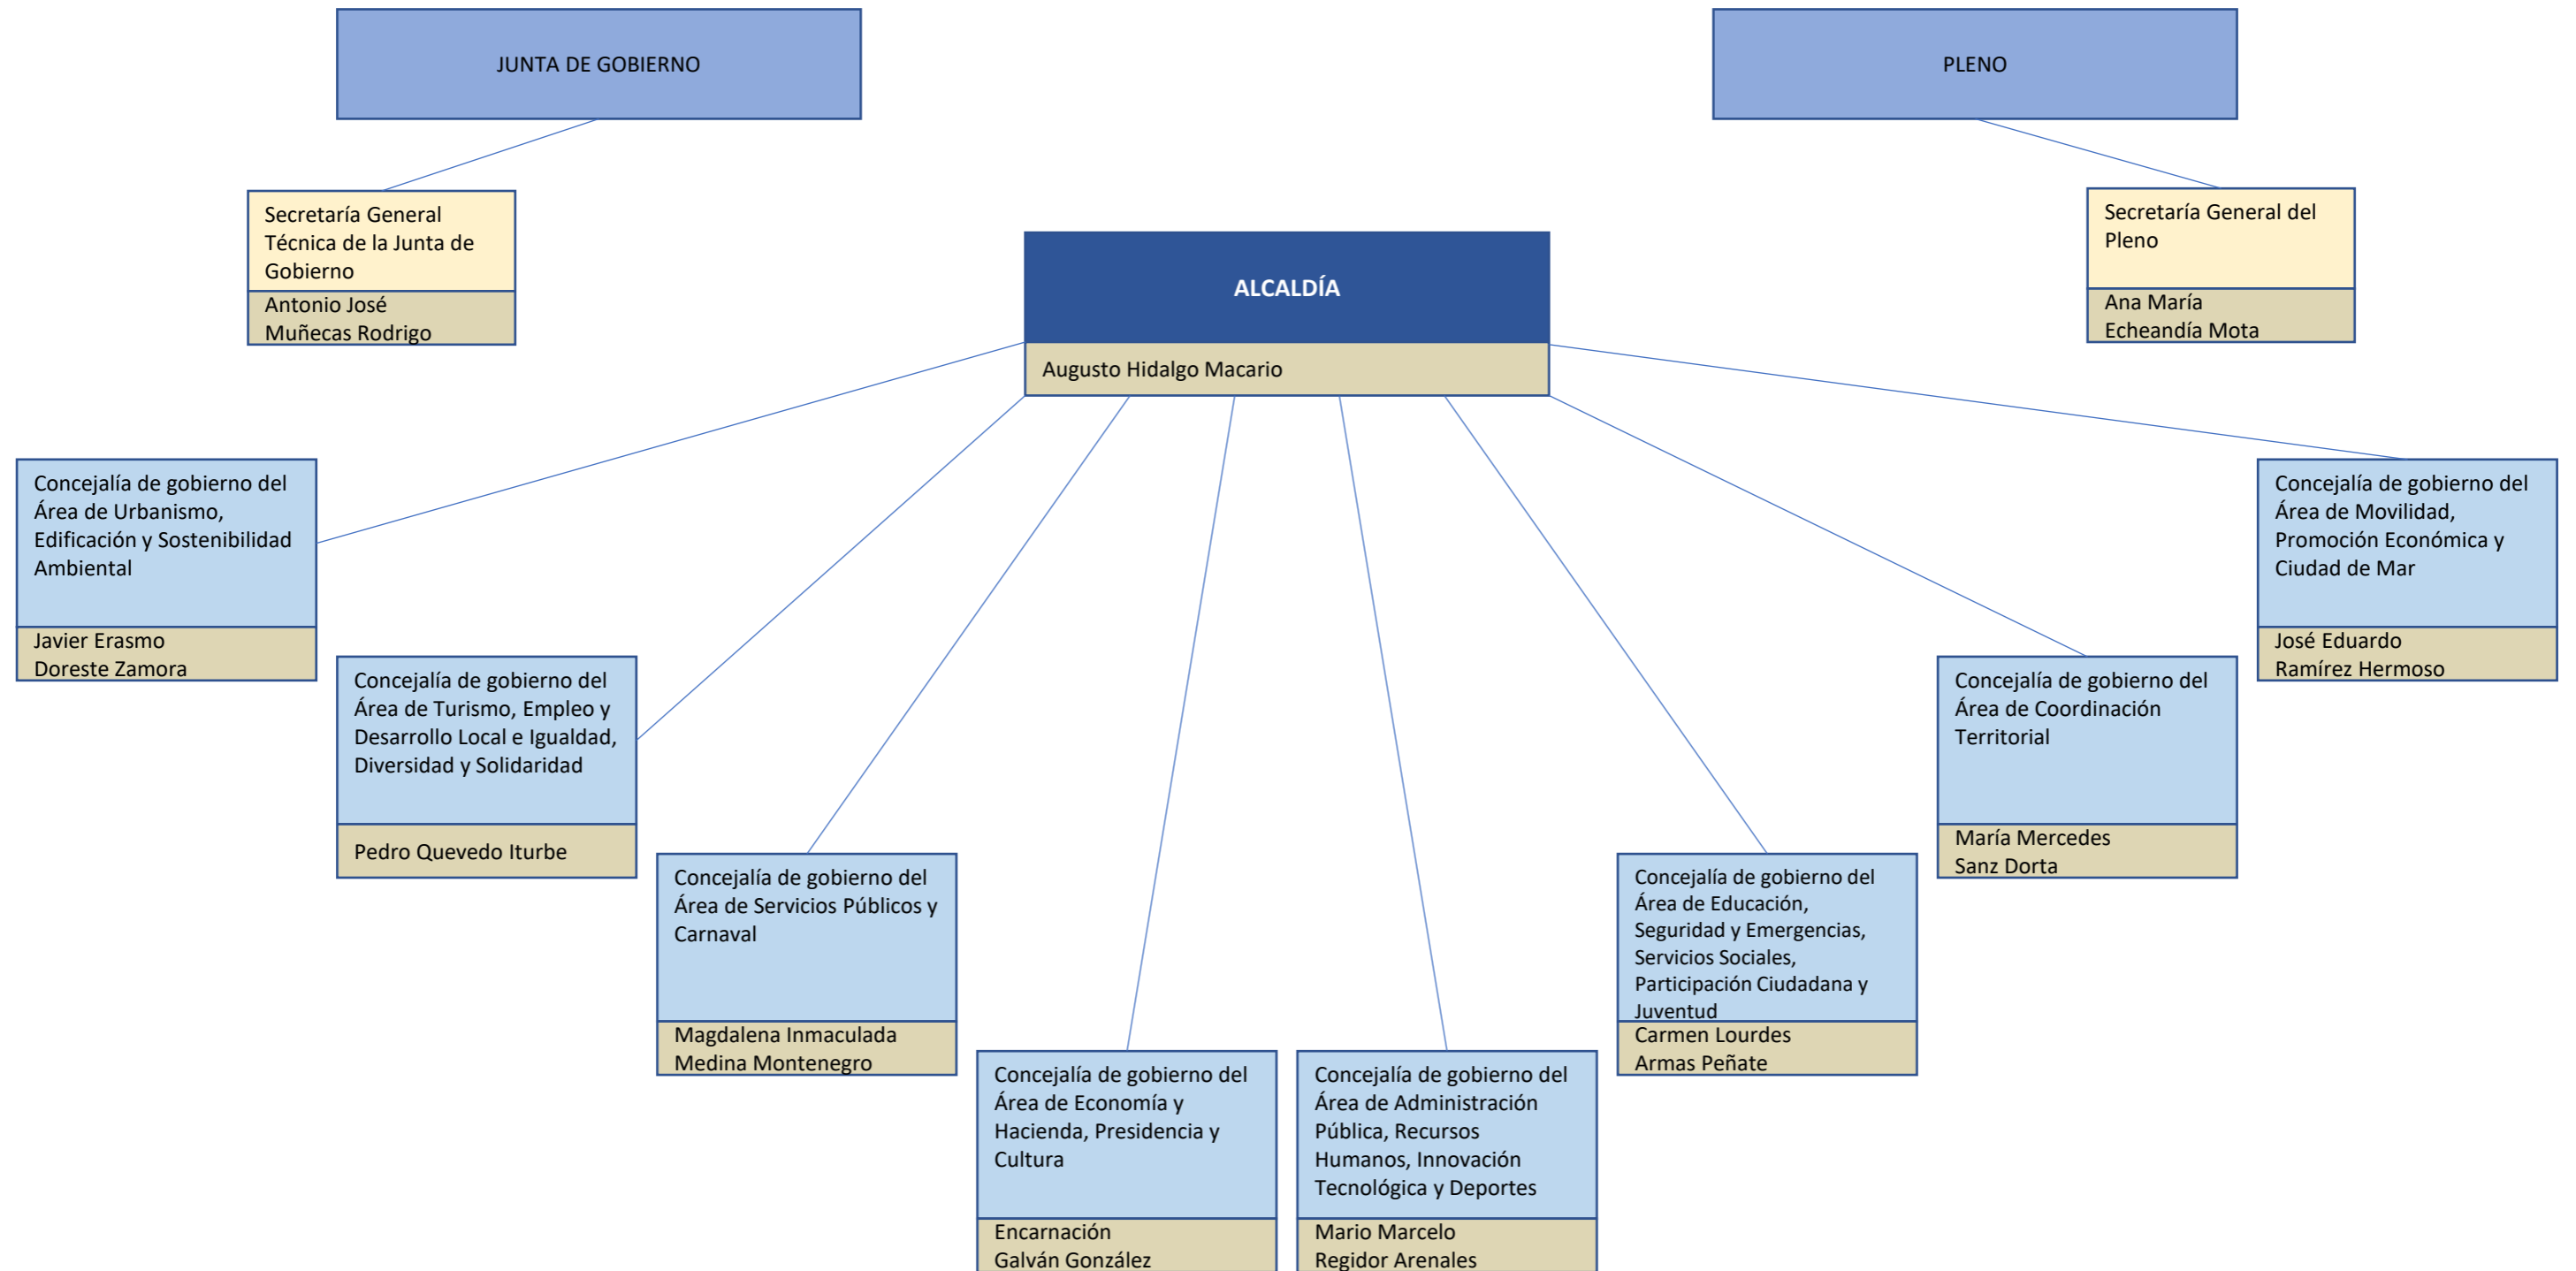 JUNTA DE GOBIERNO
PLENO
Secretaría General
Técnica de la Junta de
Gobierno
Antonio José
Muñecas Rodrigo
Secretaría General del
Pleno
Ana María
Echeandía Mota
ALCALDÍA
Augusto Hidalgo Macario
Concejalía de gobierno del
Área de Urbanismo,
Edificación y Sostenibilidad
Ambiental
Javier Erasmo
Doreste Zamora
Concejalía de gobierno del
Área de Turismo, Empleo y
Desarrollo Local e Igualdad,
Diversidad y Solidaridad
Pedro Quevedo Iturbe
Concejalía de gobierno del
Área de Servicios Públicos y
Carnaval
Magdalena Inmaculada
Medina Montenegro
Concejalía de gobierno del
Área de Economía y
Hacienda, Presidencia y
Cultura
Encarnación
Galván González
Concejalía de gobierno del
Área de Administración
Pública, Recursos
Humanos, Innovación
Tecnológica y Deportes
Mario Marcelo
Regidor Arenales
Concejalía de gobierno del
Área de Educación,
Seguridad y Emergencias,
Servicios Sociales,
Participación Ciudadana y
Juventud
Carmen Lourdes
Armas Peñate
Concejalía de gobierno del
Área de Coordinación
Territorial
María Mercedes
Sanz Dorta
Concejalía de gobierno del
Área de Movilidad,
Promoción Económica y
Ciudad de Mar
José Eduardo
Ramírez Hermoso